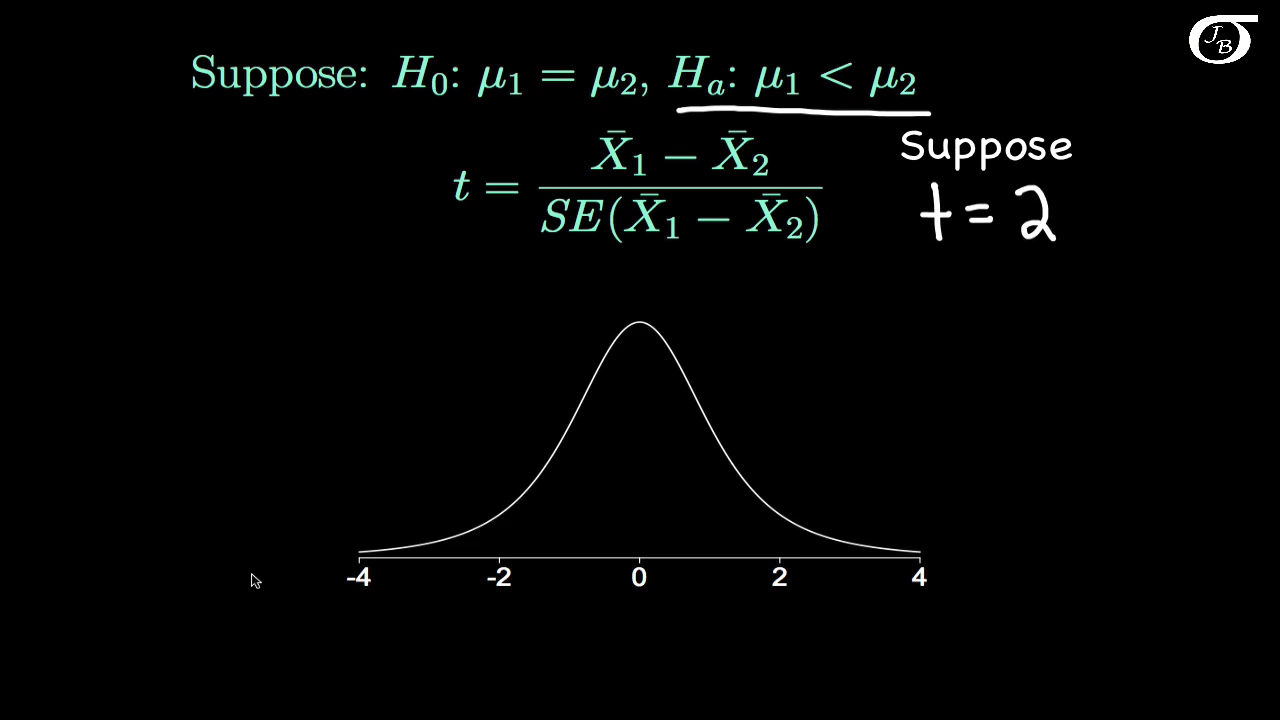 Suppose: H₀: μ₁ = μ₂, Hₐ: μ₁ < μ₂
t = (X̄₁ − X̄₂) / SE(X̄₁ − X̄₂)
Suppose
t = 2
-4 -2 0 2 4
JB